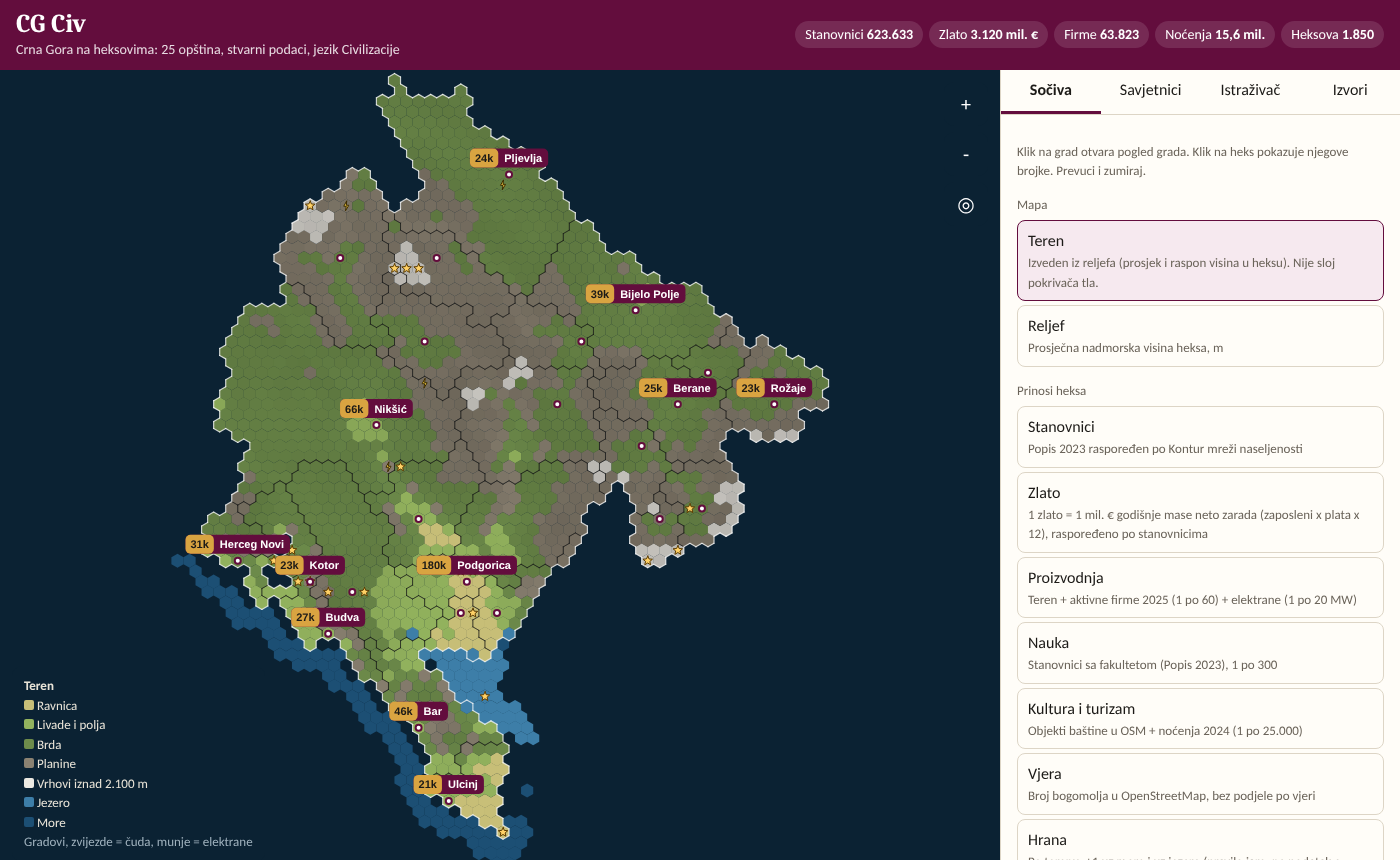 CG Civ
Crna Gora na heksovima: 25 opština, stvarni podaci, jezik Civilizacije
Stanovnici 623.633
Zlato 3.120 mil. €
Firme 63.823
Noćenja 15,6 mil.
Heksova 1.850
+
-
24k Pljevlja
39k Bijelo Polje
25k Berane
23k Rožaje
66k Nikšić
31k Herceg Novi
23k Kotor
180k Podgorica
27k Budva
46k Bar
21k Ulcinj
Teren
Ravnica
Livade i polja
Brda
Planine
Vrhovi iznad 2.100 m
Jezero
More
Gradovi, zvijezde = čuda, munje = elektrane
Sočiva
Savjetnici
Istraživač
Izvori
Klik na grad otvara pogled grada. Klik na heks pokazuje njegove
brojke. Prevuci i zumiraj.
Mapa
Teren
Izveden iz reljefa (prosjek i raspon visina u heksu). Nije sloj
pokrivača tla.
Reljef
Prosječna nadmorska visina heksa, m
Prinosi heksa
Stanovnici
Popis 2023 raspoređen po Kontur mreži naseljenosti
Zlato
1 zlato = 1 mil. € godišnje mase neto zarada (zaposleni x plata x
12), raspoređeno po stanovnicima
Proizvodnja
Teren + aktivne firme 2025 (1 po 60) + elektrane (1 po 20 MW)
Nauka
Stanovnici sa fakultetom (Popis 2023), 1 po 300
Kultura i turizam
Objekti baštine u OSM + noćenja 2024 (1 po 25.000)
Vjera
Broj bogomolja u OpenStreetMap, bez podjele po vjeri
Hrana